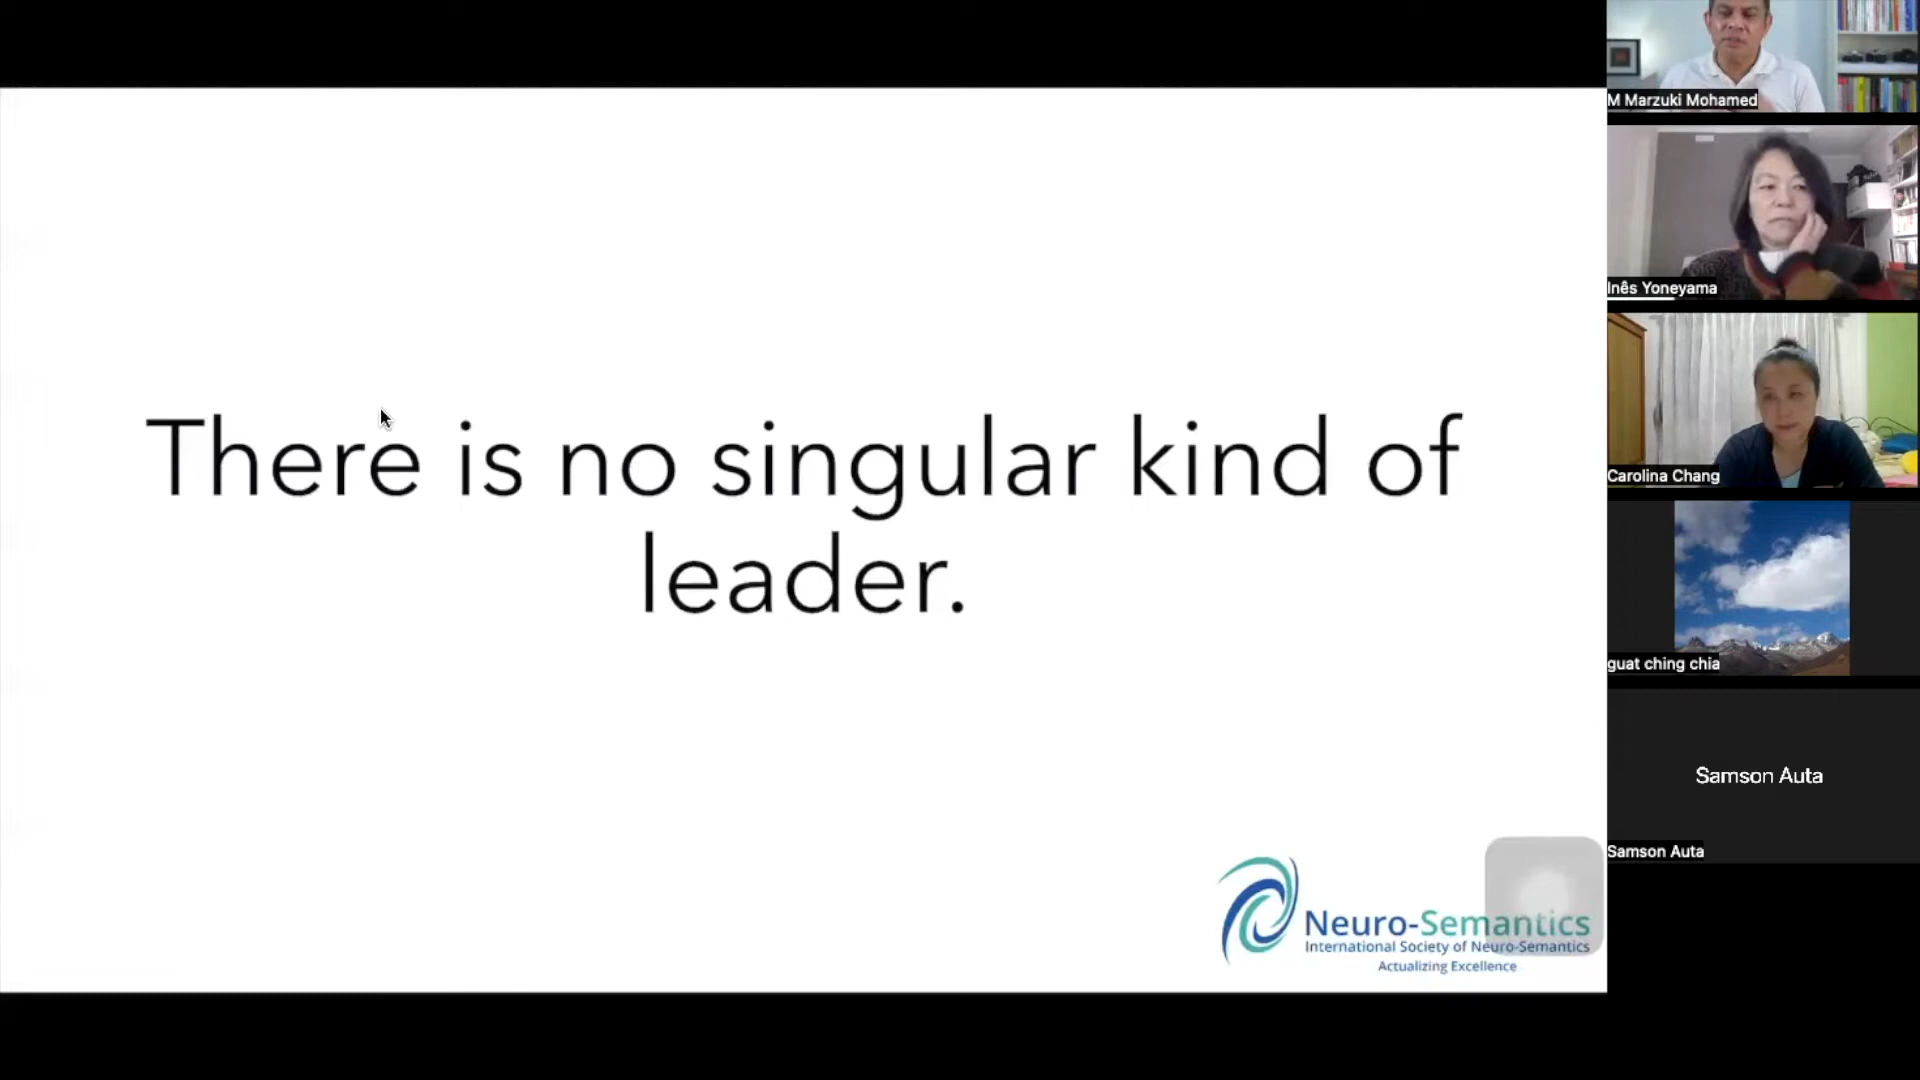 There is no singular kind of
leader.
Neuro-Semantics
International Society of Neuro-Semantics
Actualizing Excellence
M Marzuki Mohamed
Inês Yoneyama
Carolina Chang
guat ching chia
Samson Auta
Samson Auta